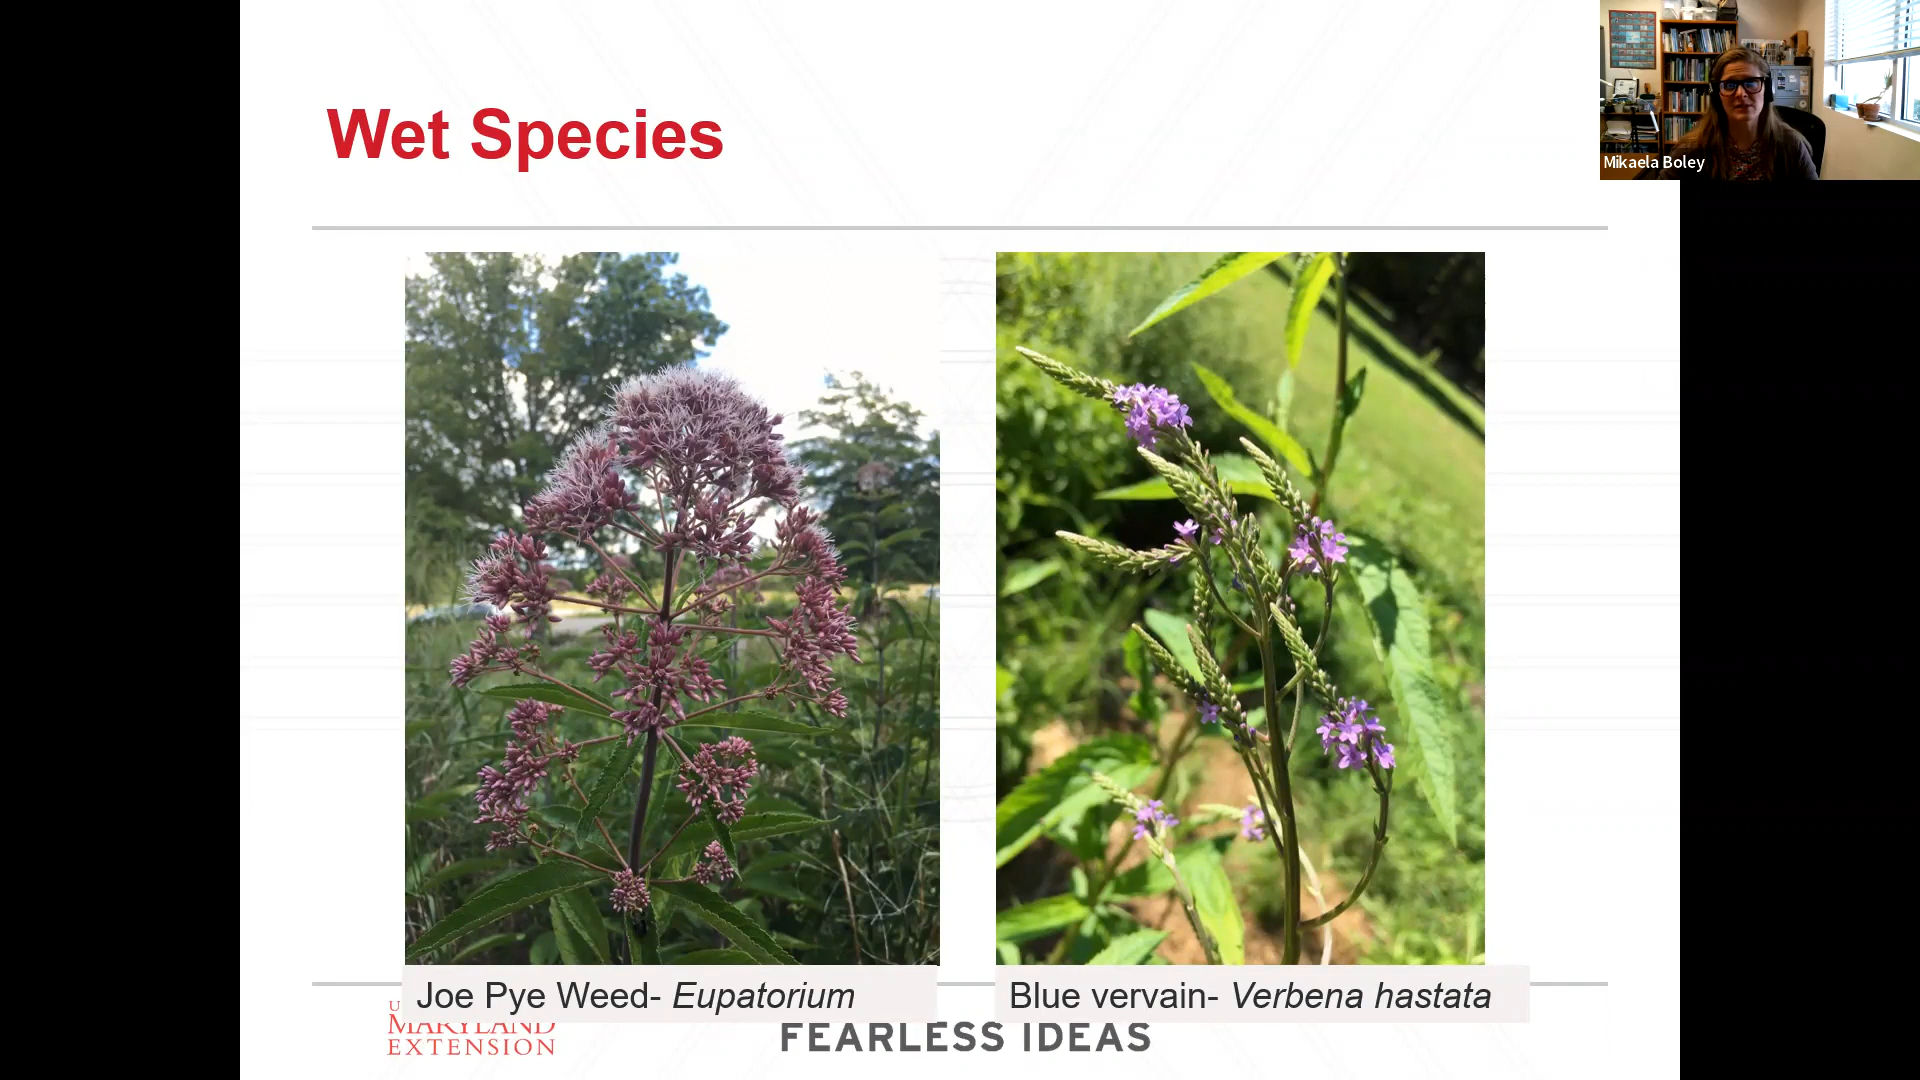 Wet Species
Mikaela Boley
Joe Pye Weed- Eupatorium
Blue vervain- Verbena hastata
U
MARYLAND
EXTENSION
FEARLESS IDEAS